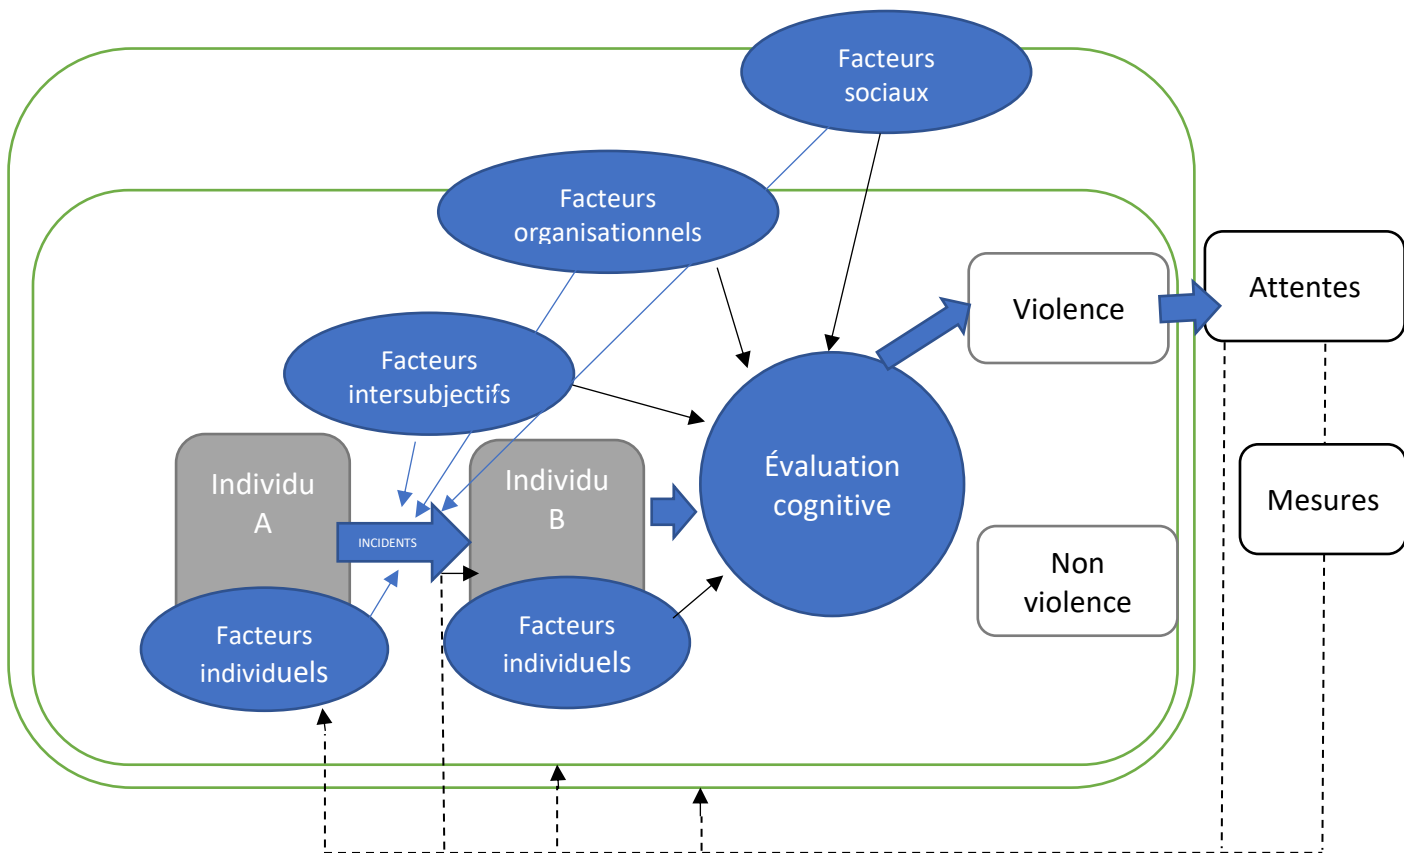 Facteurs
sociaux
Facteurs
organisationnels
Facteurs
intersubjectifs
Violence
Attentes
Individu
A
INCIDENTS
Individu
B
Évaluation
cognitive
Mesures
Non
violence
Facteurs
individuels
Facteurs
individuels